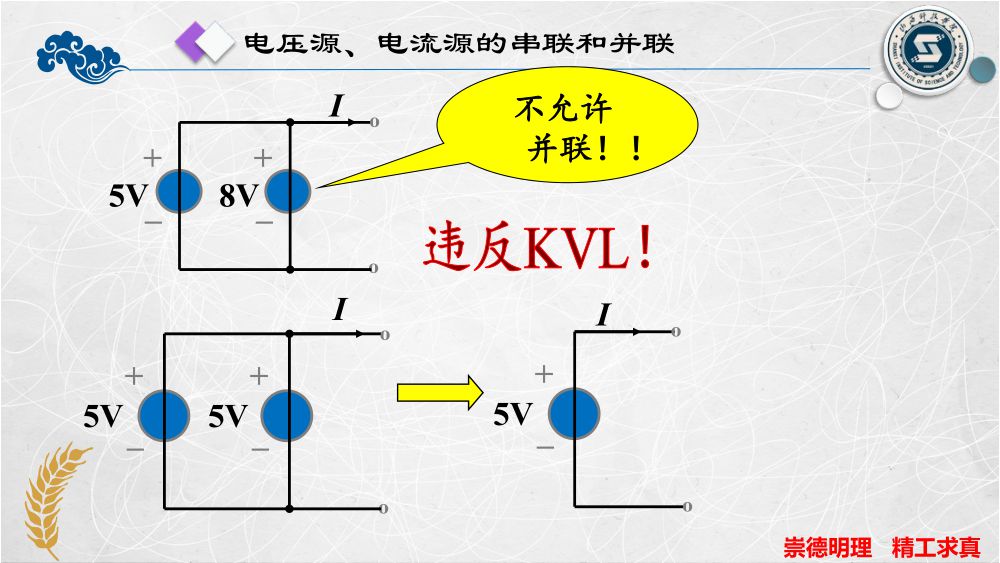 电压源、电流源的串联和并联
I
不允许
并联！！
+ +
5V 8V
− −
违反KVL！
I
I
+ + +
5V 5V 5V
− − −
崇德明理 精工求真